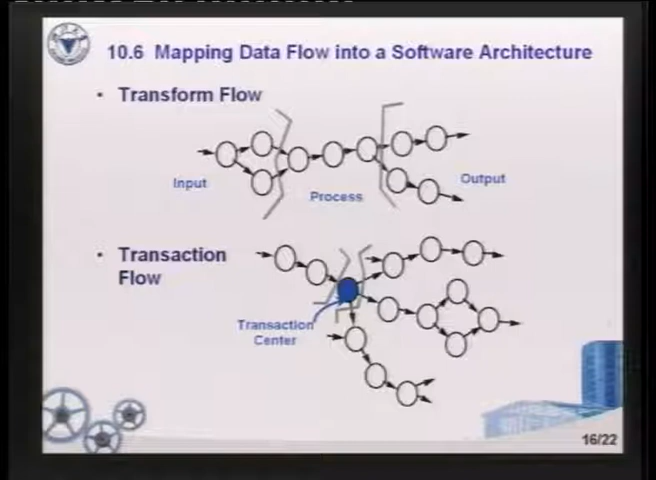 10.6 Mapping Data Flow into a Software Architecture
• Transform Flow
Input
Process
Output
• Transaction
Flow
Transaction
Center
16/22